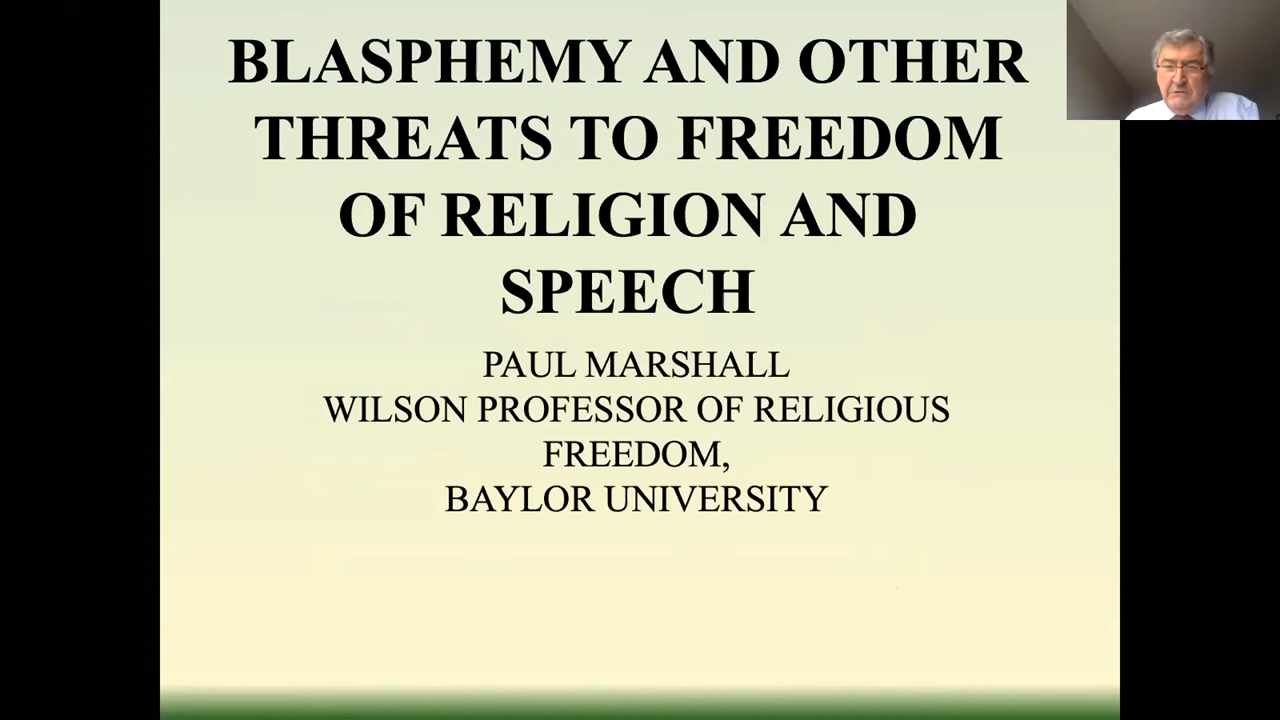 BLASPHEMY AND OTHER
THREATS TO FREEDOM
OF RELIGION AND
SPEECH
PAUL MARSHALL
WILSON PROFESSOR OF RELIGIOUS
FREEDOM,
BAYLOR UNIVERSITY